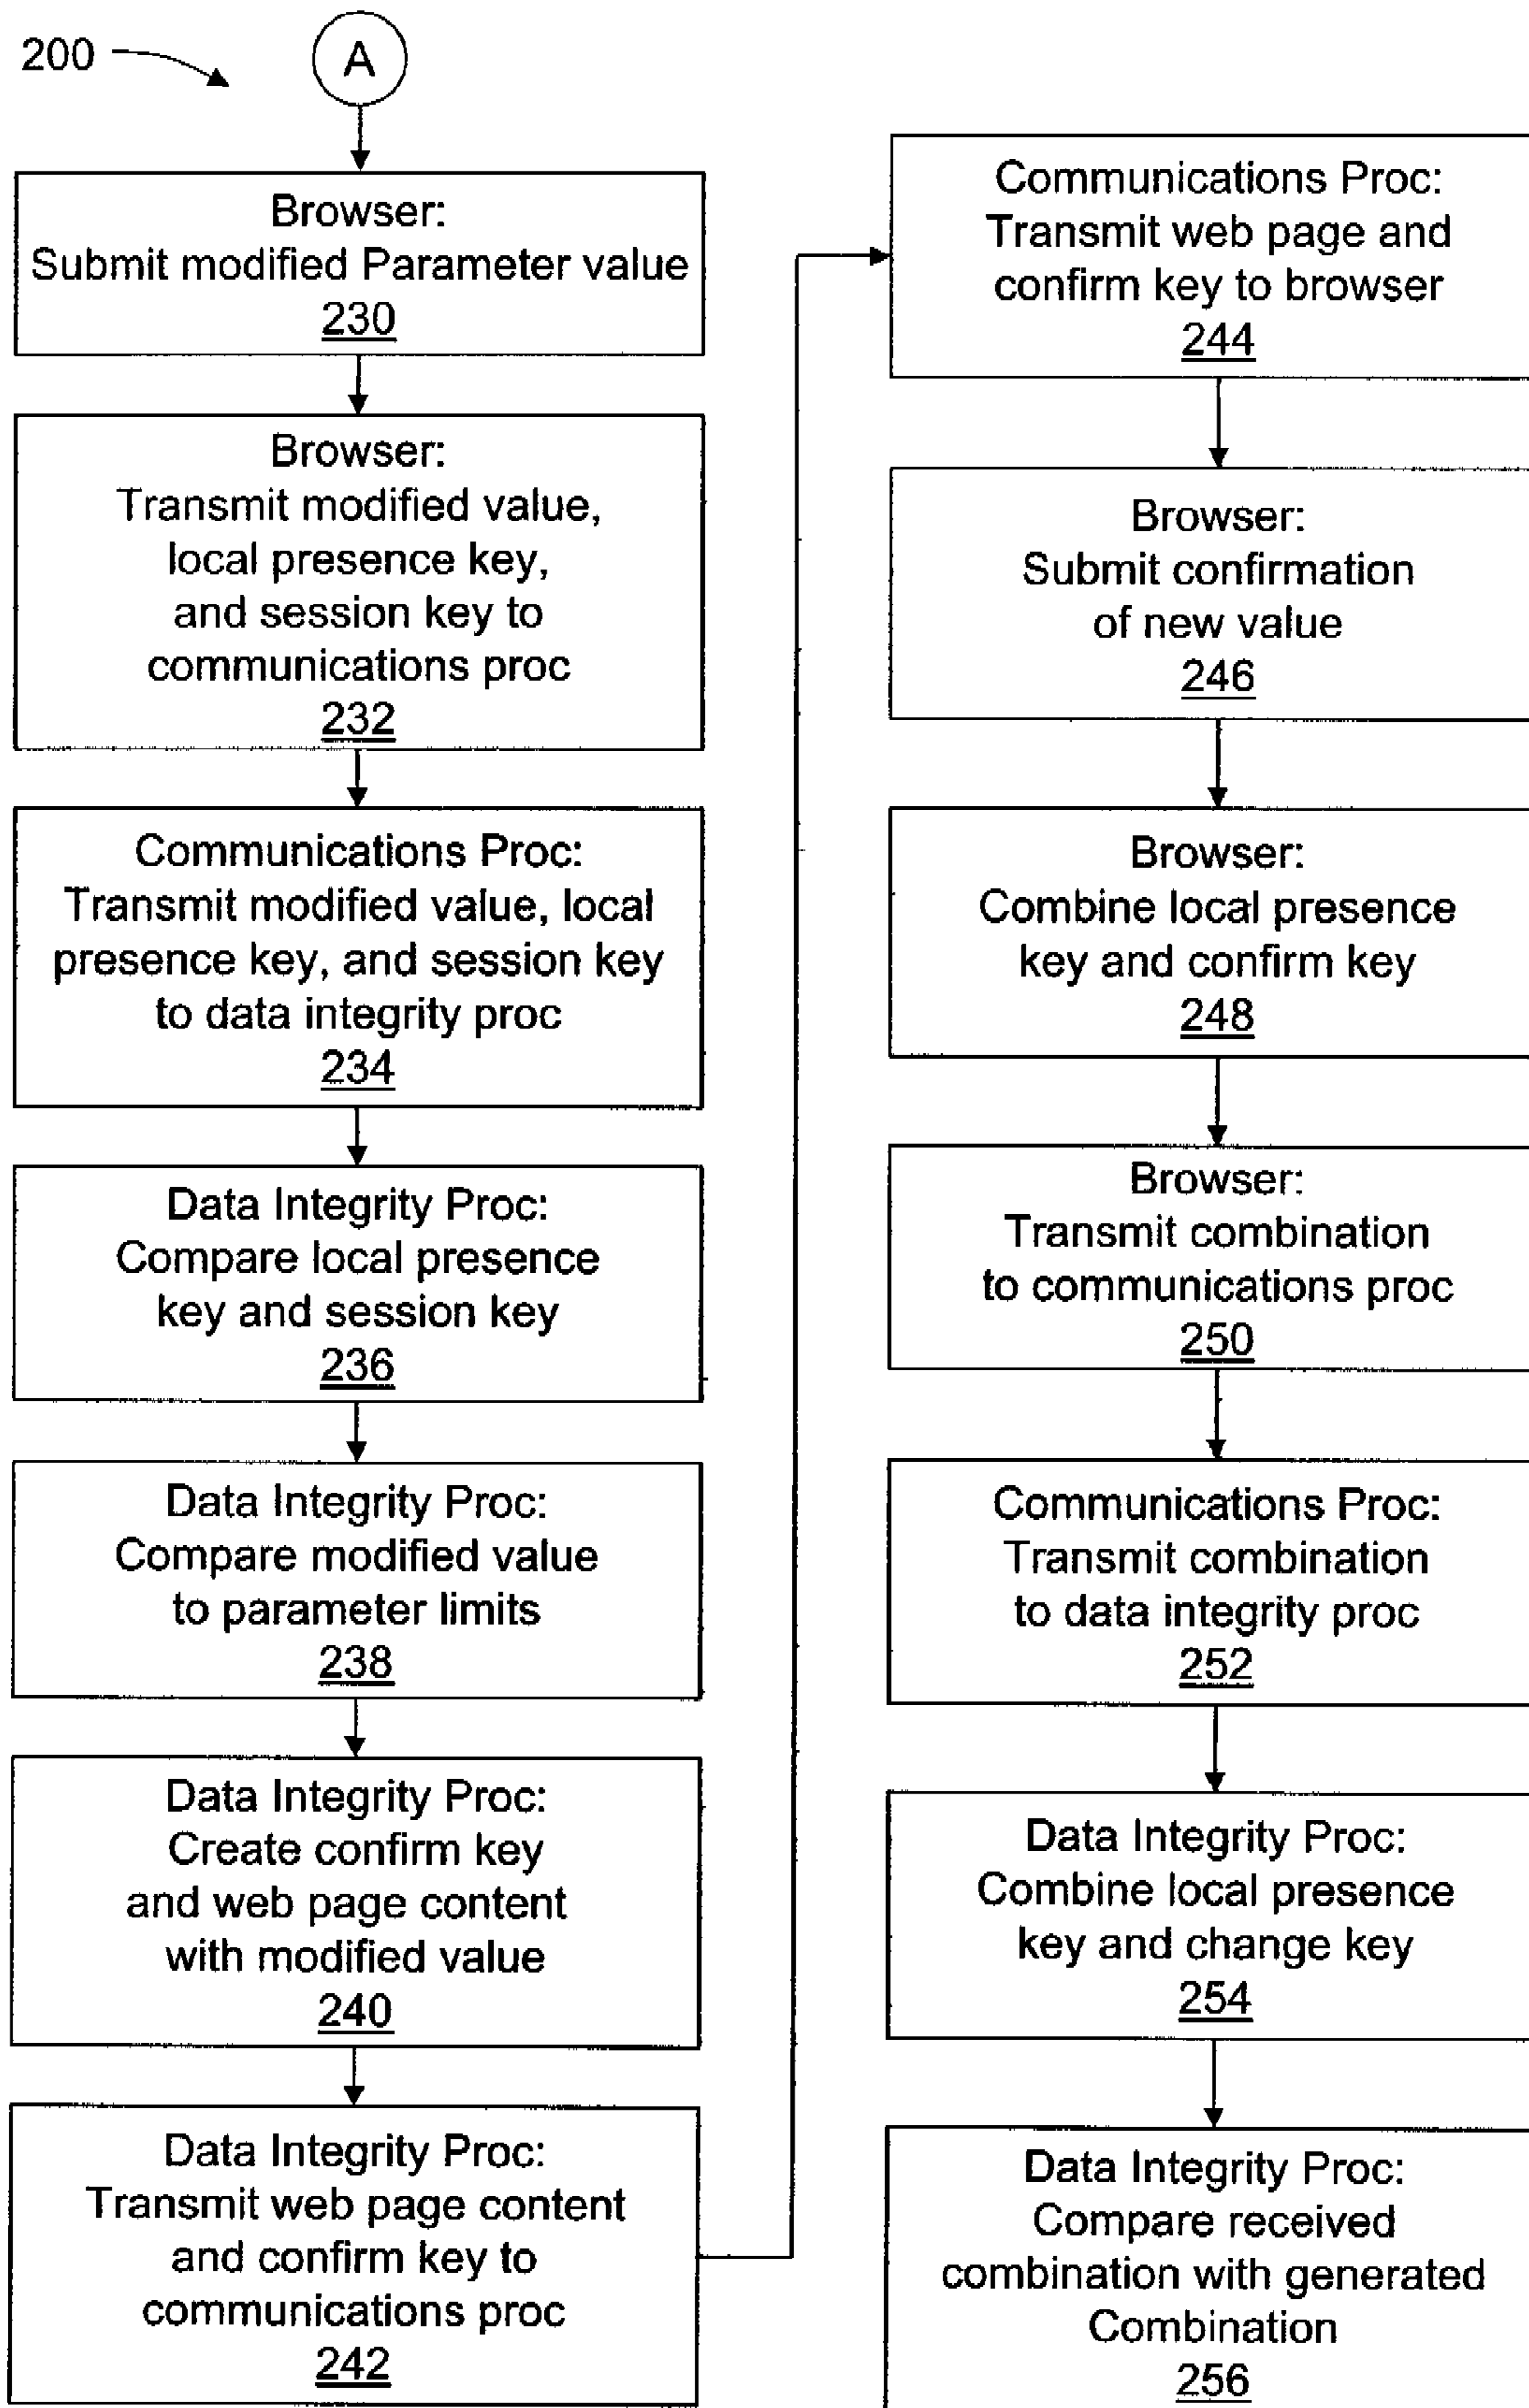 200
A
Browser:
Submit modified Parameter value
230
Browser:
Transmit modified value,
local presence key,
and session key to
communications proc
232
Communications Proc:
Transmit modified value, local
presence key, and session key
to data integrity proc
234
Data Integrity Proc:
Compare local presence
key and session key
236
Data Integrity Proc:
Compare modified value
to parameter limits
238
Data Integrity Proc:
Create confirm key
and web page content
with modified value
240
Data Integrity Proc:
Transmit web page content
and confirm key to
communications proc
242
Communications Proc:
Transmit web page and
confirm key to browser
244
Browser:
Submit confirmation
of new value
246
Browser:
Combine local presence
key and confirm key
248
Browser:
Transmit combination
to communications proc
250
Communications Proc:
Transmit combination
to data integrity proc
252
Data Integrity Proc:
Combine local presence
key and change key
254
Data Integrity Proc:
Compare received
combination with generated
Combination
256